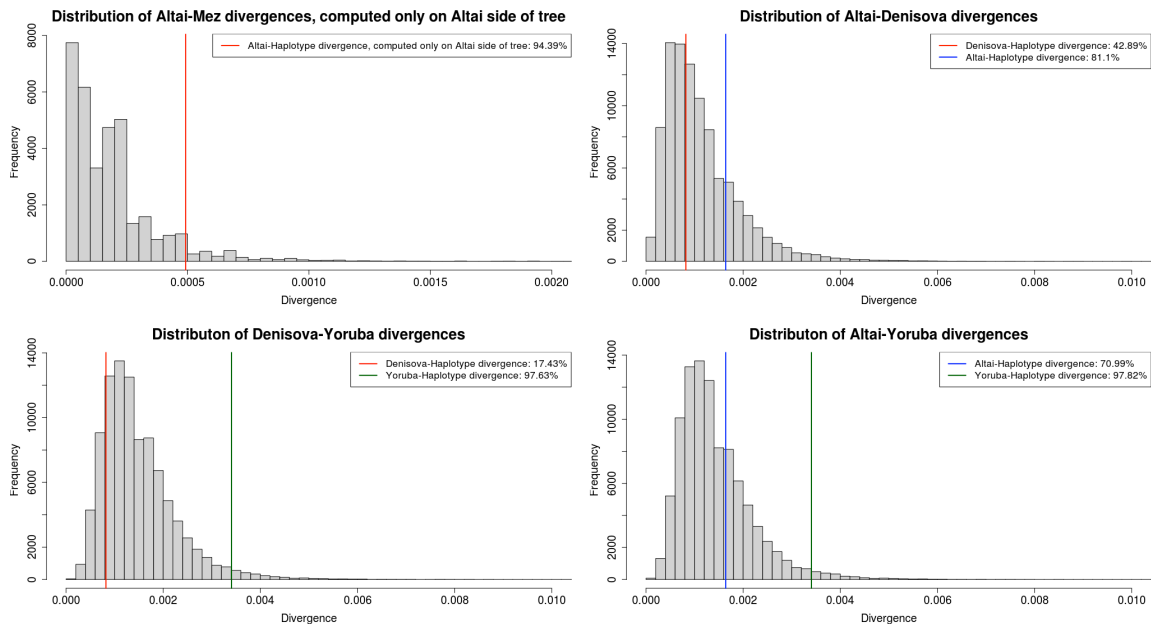 Distribution of Altai-Mez divergences, computed only on Altai side of tree
Altai-Haplotype divergence, computed only on Altai side of tree: 94.39%
Frequency
0 2000 4000 6000 8000
0.0000 0.0005 0.0010 0.0015 0.0020
Divergence
Distribution of Altai-Denisova divergences
Denisova-Haplotype divergence: 42.89%
Altai-Haplotype divergence: 81.1%
Frequency
0 2000 6000 10000 14000
0.000 0.002 0.004 0.006 0.008 0.010
Divergence
Distributon of Denisova-Yoruba divergences
Denisova-Haplotype divergence: 17.43%
Yoruba-Haplotype divergence: 97.63%
Frequency
0 2000 6000 10000 14000
0.000 0.002 0.004 0.006 0.008 0.010
Divergence
Distributon of Altai-Yoruba divergences
Altai-Haplotype divergence: 70.99%
Yoruba-Haplotype divergence: 97.82%
Frequency
0 2000 6000 10000 14000
0.000 0.002 0.004 0.006 0.008 0.010
Divergence